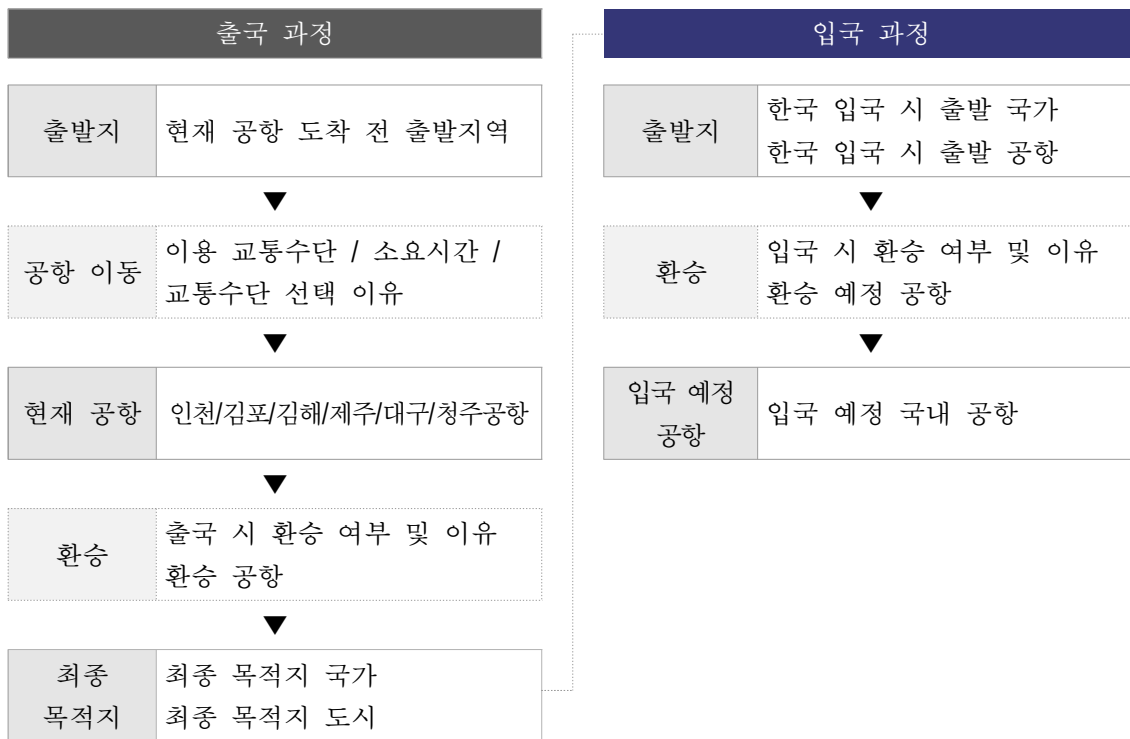 출국 과정
출발지
현재 공항 도착 전 출발지역
▼
공항 이동
이용 교통수단 / 소요시간 /
교통수단 선택 이유
▼
현재 공항
인천/김포/김해/제주/대구/청주공항
▼
환승
출국 시 환승 여부 및 이유
환승 공항
▼
최종
목적지
최종 목적지 국가
최종 목적지 도시
입국 과정
출발지
한국 입국 시 출발 국가
한국 입국 시 출발 공항
▼
환승
입국 시 환승 여부 및 이유
환승 예정 공항
▼
입국 예정
공항
입국 예정 국내 공항